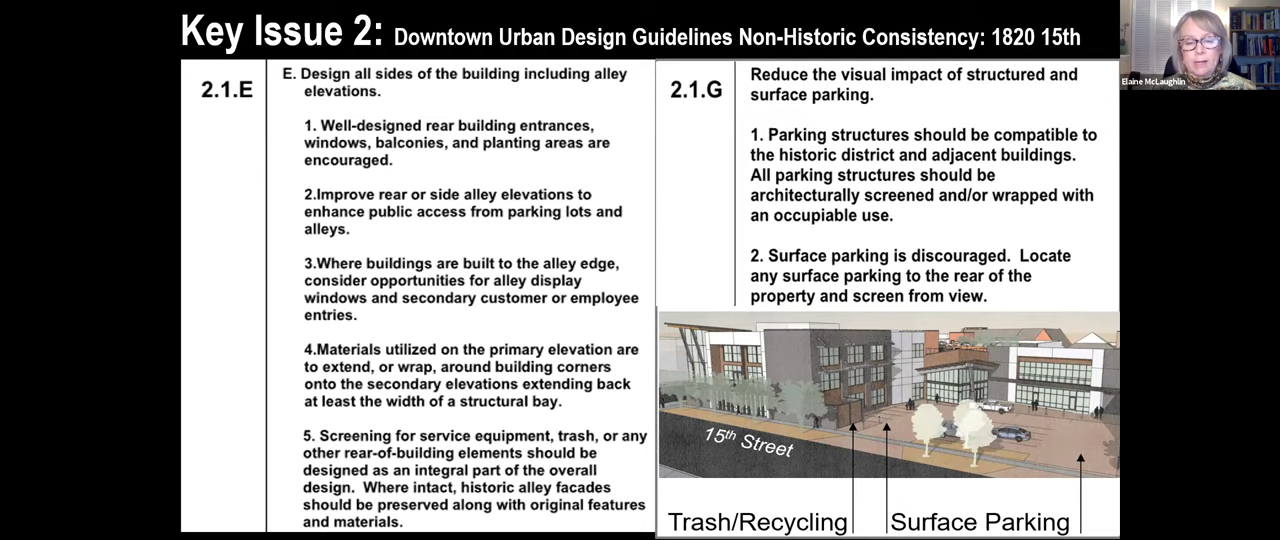 Key Issue 2: Downtown Urban Design Guidelines Non-Historic Consistency: 1820 15th
Elaine McLaughlin
2.1.E
E. Design all sides of the building including alley
elevations.
1. Well-designed rear building entrances,
windows, balconies, and planting areas are
encouraged.
2.Improve rear or side alley elevations to
enhance public access from parking lots and
alleys.
3.Where buildings are built to the alley edge,
consider opportunities for alley display
windows and secondary customer or employee
entries.
4.Materials utilized on the primary elevation are
to extend, or wrap, around building corners
onto the secondary elevations extending back
at least the width of a structural bay.
5. Screening for service equipment, trash, or any
other rear-of-building elements should be
designed as an integral part of the overall
design. Where intact, historic alley facades
should be preserved along with original features
and materials.
2.1.G
Reduce the visual impact of structured and
surface parking.
1. Parking structures should be compatible to
the historic district and adjacent buildings.
All parking structures should be
architecturally screened and/or wrapped with
an occupiable use.
2. Surface parking is discouraged. Locate
any surface parking to the rear of the
property and screen from view.
15th Street
Trash/Recycling
Surface Parking